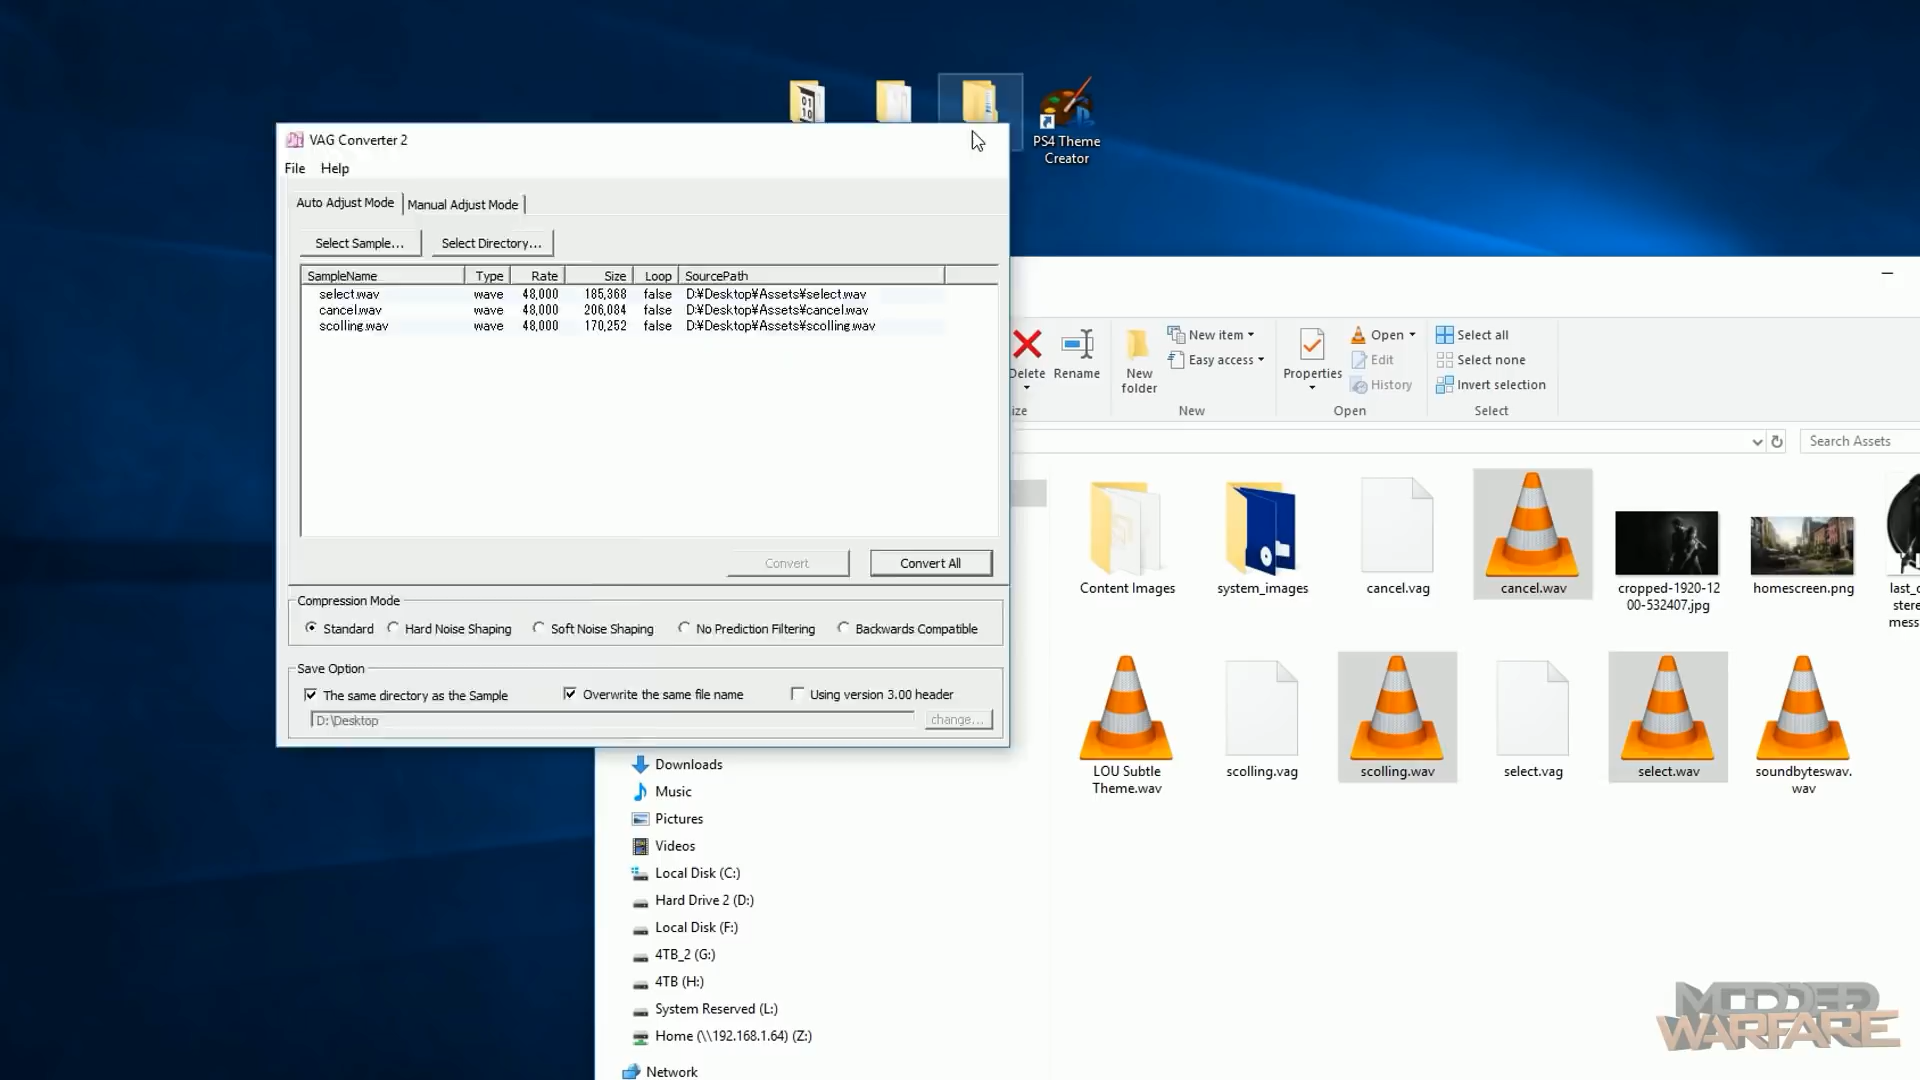 PS4 Theme
Creator
VAG Converter 2
File Help
Auto Adjust Mode Manual Adjust Mode
Select Sample... Select Directory...
SampleName Type Rate Size Loop SourcePath
select.wav wave 48,000 185,368 false D:¥Desktop¥Assets¥select.wav
cancel.wav wave 48,000 206,084 false D:¥Desktop¥Assets¥cancel.wav
scolling.wav wave 48,000 170,252 false D:¥Desktop¥Assets¥scolling.wav
Convert Convert All
Compression Mode
Standard Hard Noise Shaping Soft Noise Shaping No Prediction Filtering Backwards Compatible
Save Option
The same directory as the Sample Overwrite the same file name Using version 3.00 header
D:\Desktop change...
Delete Rename
New
folder
New item
Easy access
New
Properties
Open
Edit
History
Open
Select all
Select none
Invert selection
Select
ize
Search Assets
Content Images system_images cancel.vag cancel.wav
cropped-1920-12
00-532407.jpg
homescreen.png
last_o
stere
mess
LOU Subtle
Theme.wav
scolling.vag scolling.wav select.vag select.wav
soundbyteswav.
wav
Downloads
Music
Pictures
Videos
Local Disk (C:)
Hard Drive 2 (D:)
Local Disk (F:)
4TB_2 (G:)
4TB (H:)
System Reserved (L:)
Home (\\192.168.1.64) (Z:)
Network
MODDED
WARFARE